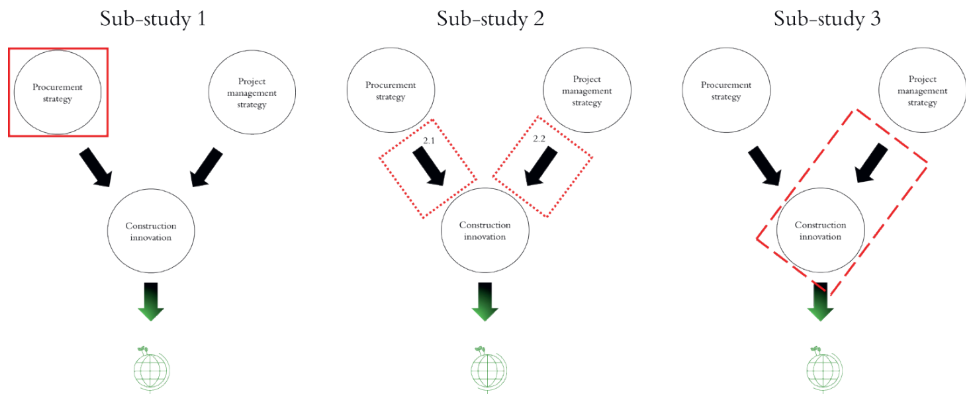 Sub-study 1
Procurement
strategy
Project
management
strategy
Construction
innovation
Sub-study 2
Procurement
strategy
Project
management
strategy
2.1
2.2
Construction
innovation
Sub-study 3
Procurement
strategy
Project
management
strategy
Construction
innovation